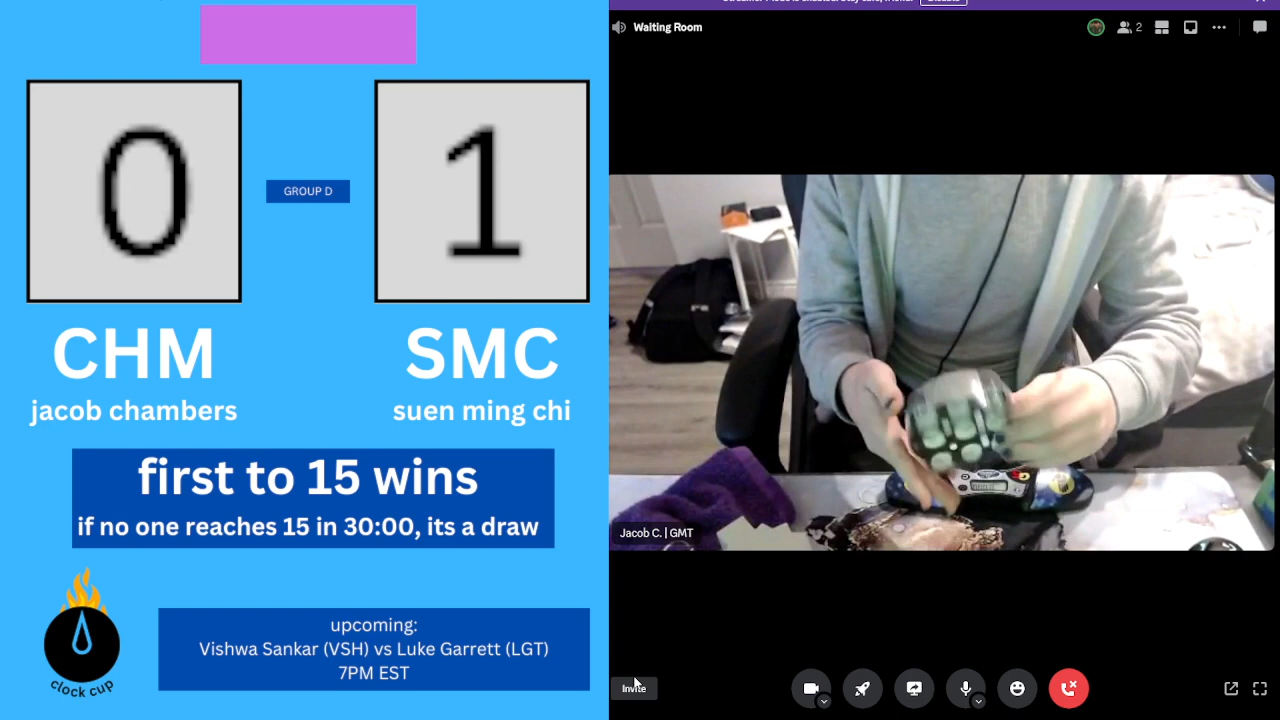 0
1
GROUP D
CHM
SMC
jacob chambers
suen ming chi
first to 15 wins
if no one reaches 15 in 30:00, its a draw
clock cup
upcoming:
Vishwa Sankar (VSH) vs Luke Garrett (LGT)
7PM EST
Waiting Room
2
Jacob C. | GMT
Invite